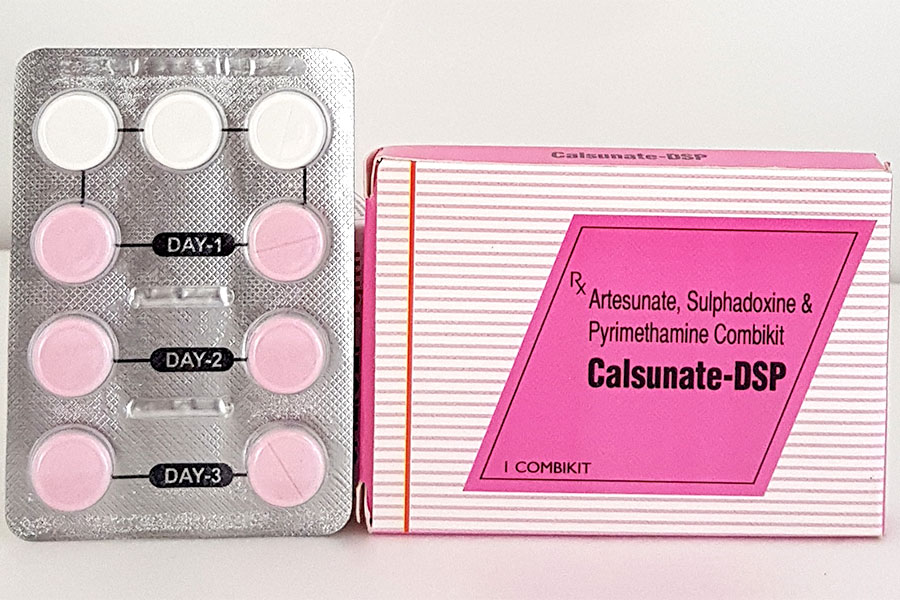 DAY-1
DAY-2
DAY-3
Calsunate-DSP
Rx
Artesunate, Sulphadoxine &
Pyrimethamine Combikit
Calsunate-DSP
1 COMBIKIT